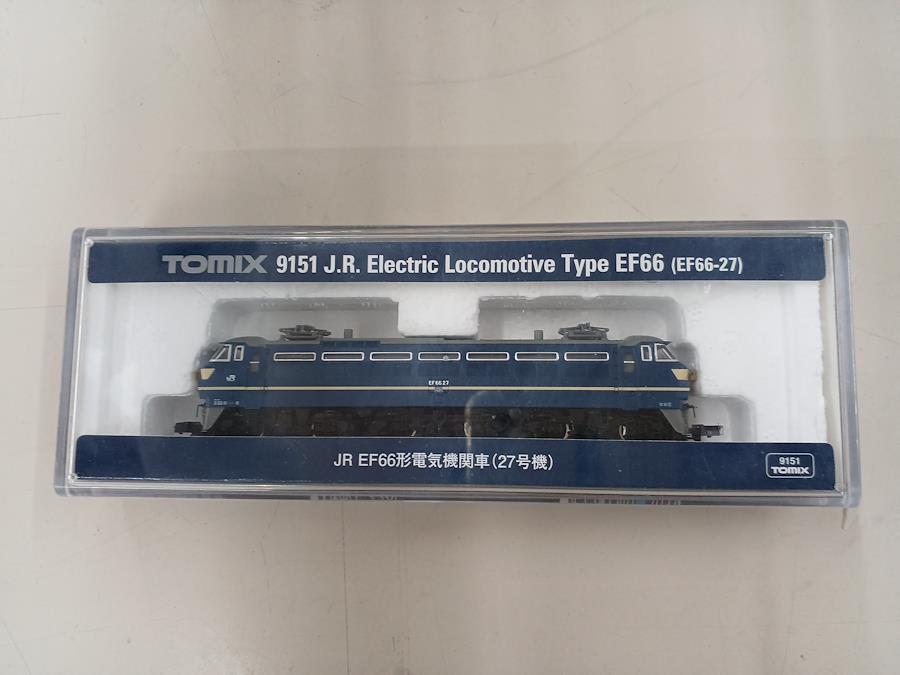 TOMIX 9151 J.R. Electric Locomotive Type EF66 (EF66-27)
JR
EF66 27
JR EF66形電気機関車(27号機)
9151
TOMIX